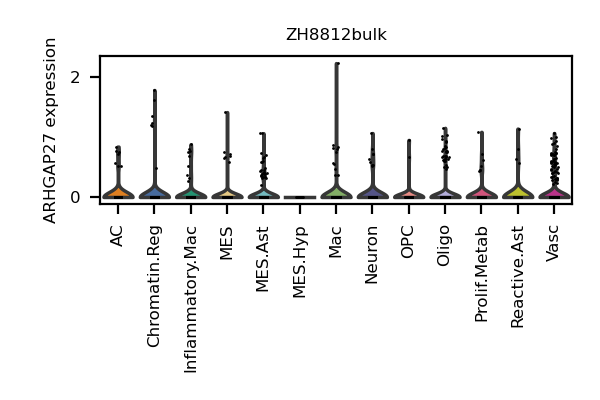 ZH8812bulk
ARHGAP27 expression
2
0
AC
Chromatin.Reg
Inflammatory.Mac
MES
MES.Ast
MES.Hyp
Mac
Neuron
OPC
Oligo
Prolif.Metab
Reactive.Ast
Vasc